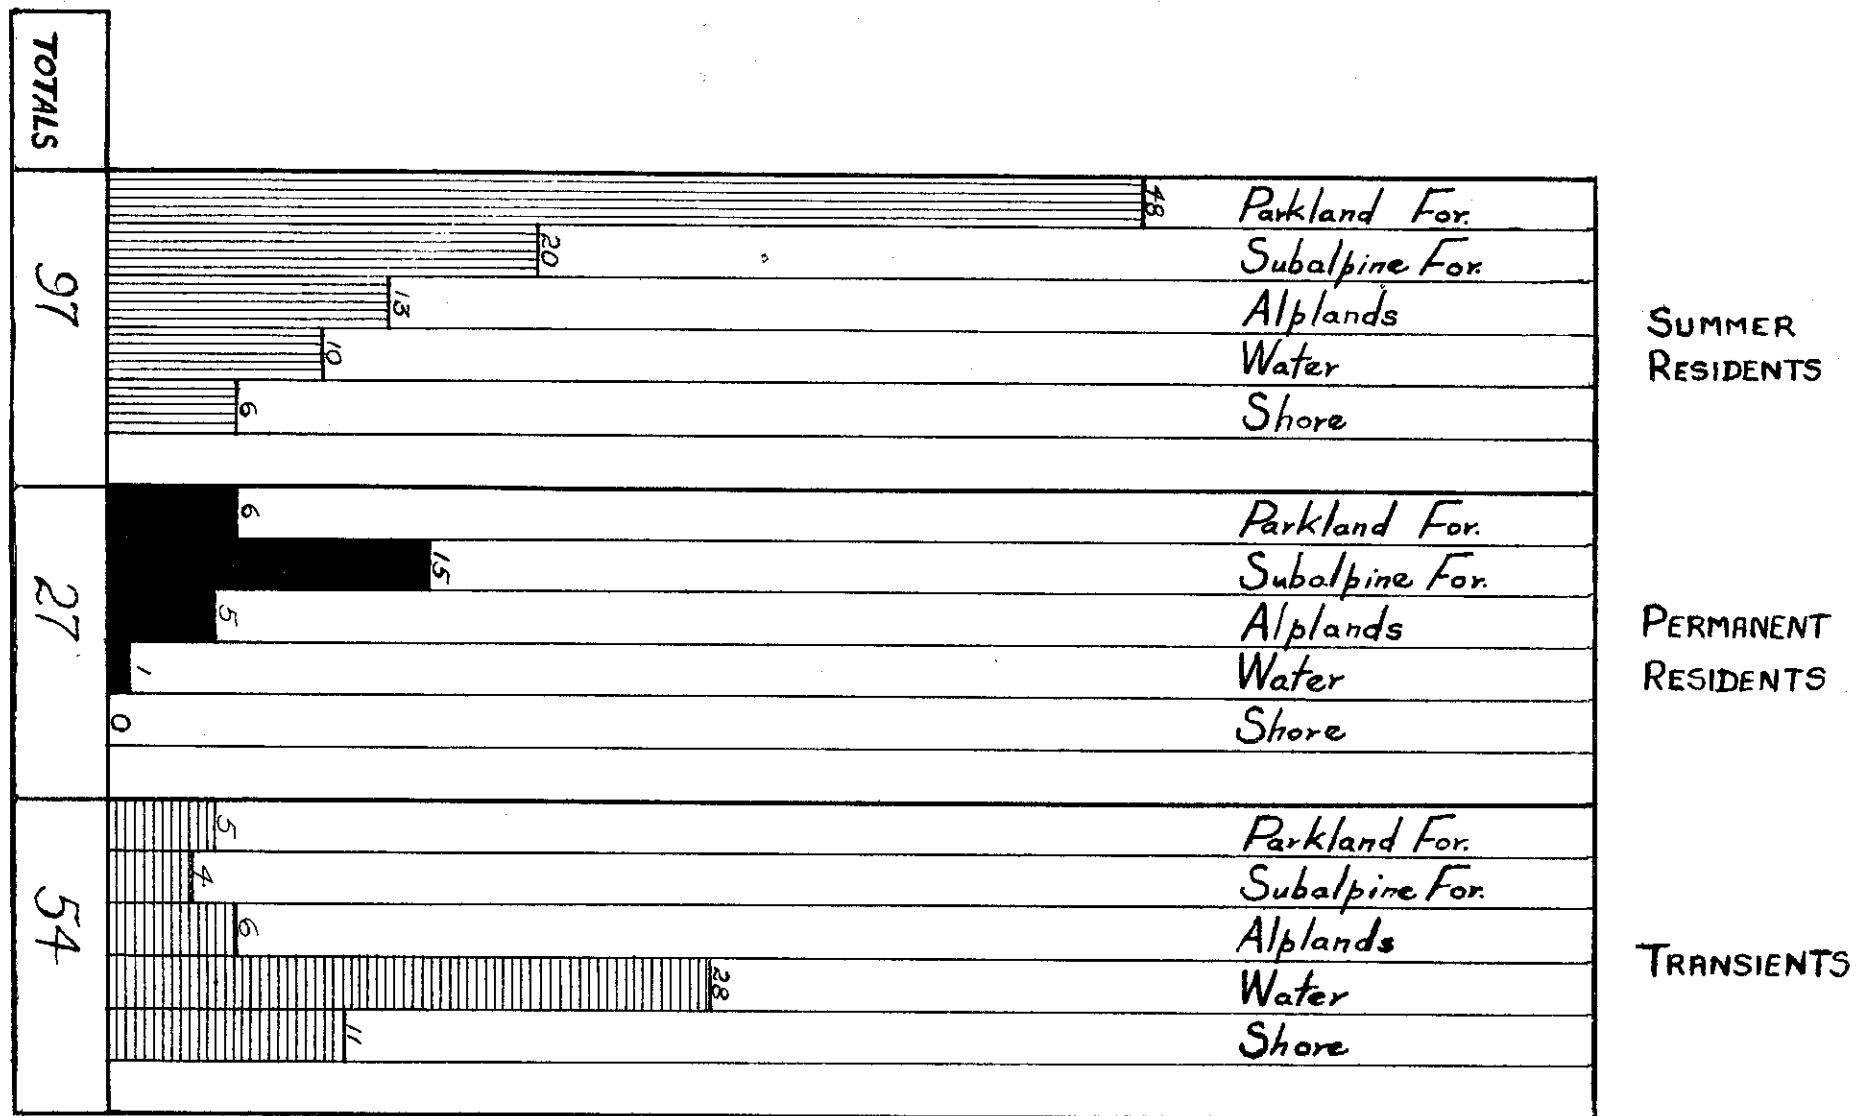 TOTALS
48 Parkland For.
20 Subalpine For.
13 Alplands
10 Water
6 Shore
97
SUMMER
RESIDENTS
6 Parkland For.
15 Subalpine For.
5 Alplands
1 Water
0 Shore
27
PERMANENT
RESIDENTS
5 Parkland For.
4 Subalpine For.
6 Alplands
28 Water
11 Shore
54
TRANSIENTS